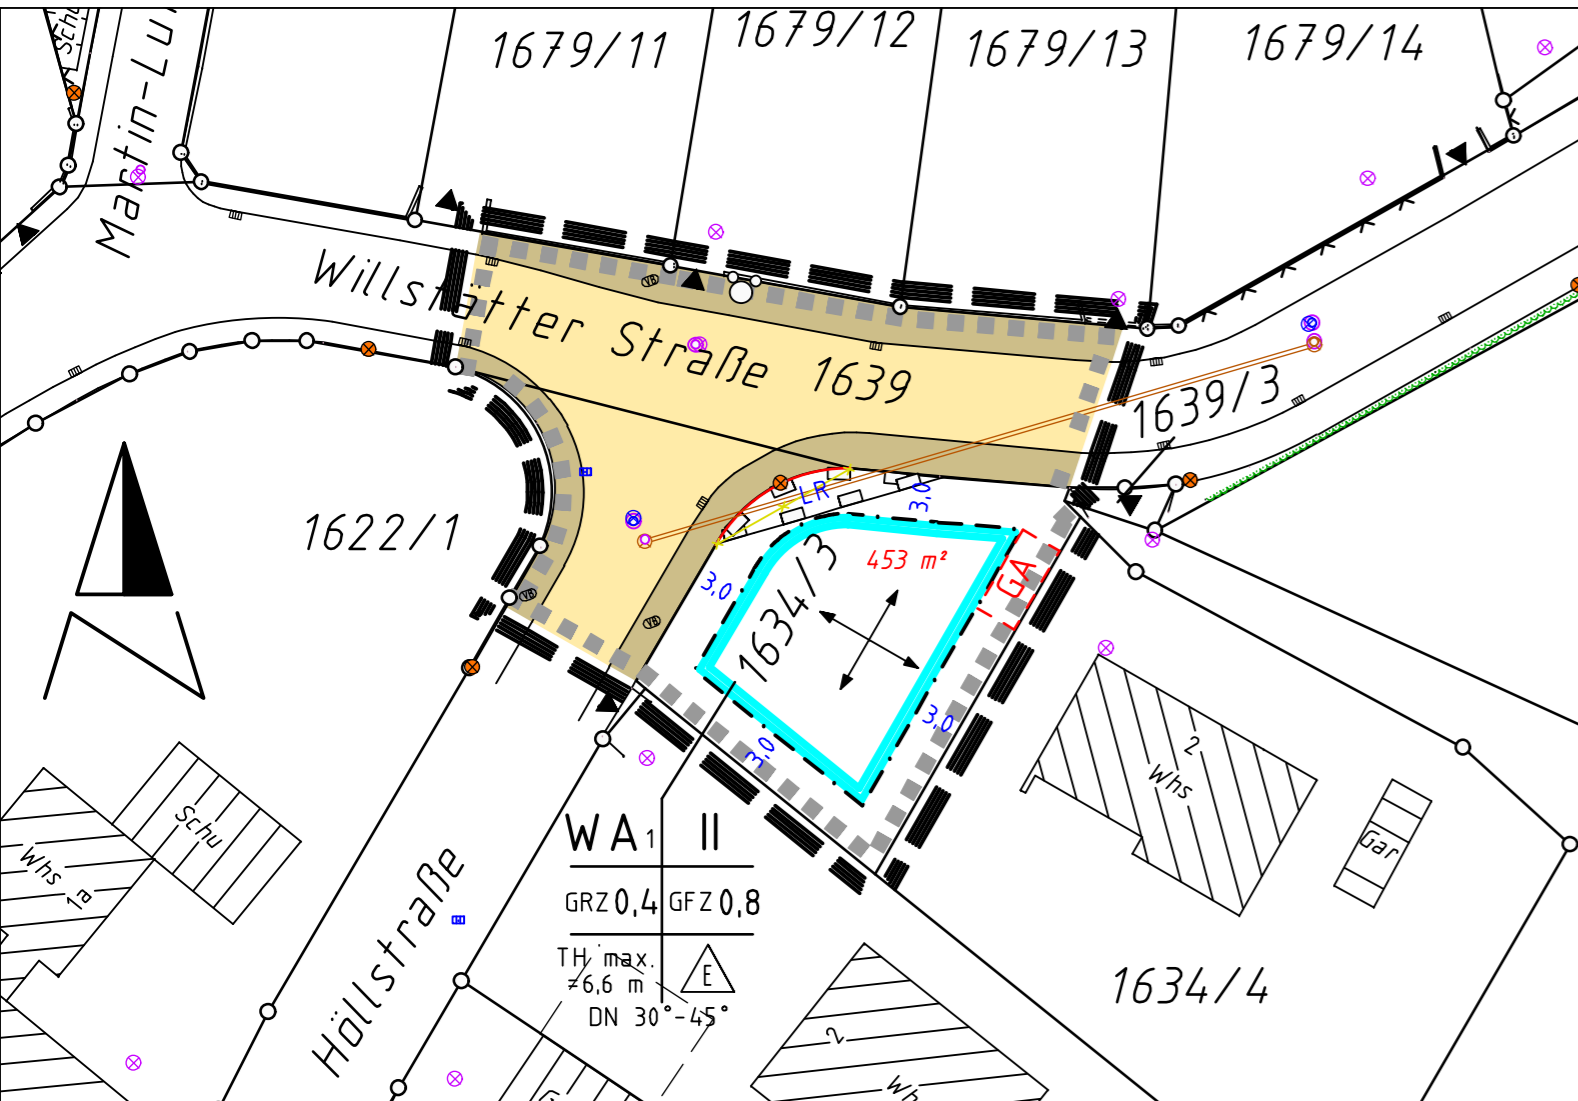 1679/11
1679/12
1679/13
1679/14
Schu
Martin-Lu
Willstätter Straße 1639
1639/3
1622/1
LR
3,0
453 m²
GA
3,0
1634/3
3,0
3,0
2
Whs
Gar
Schu
Whs
1a
WA1 II
GRZ 0,4 GFZ 0,8
TH max.
=6,6 m
E
DN 30°-45°
Höllstraße
1634/4
2
VB
VB
VB